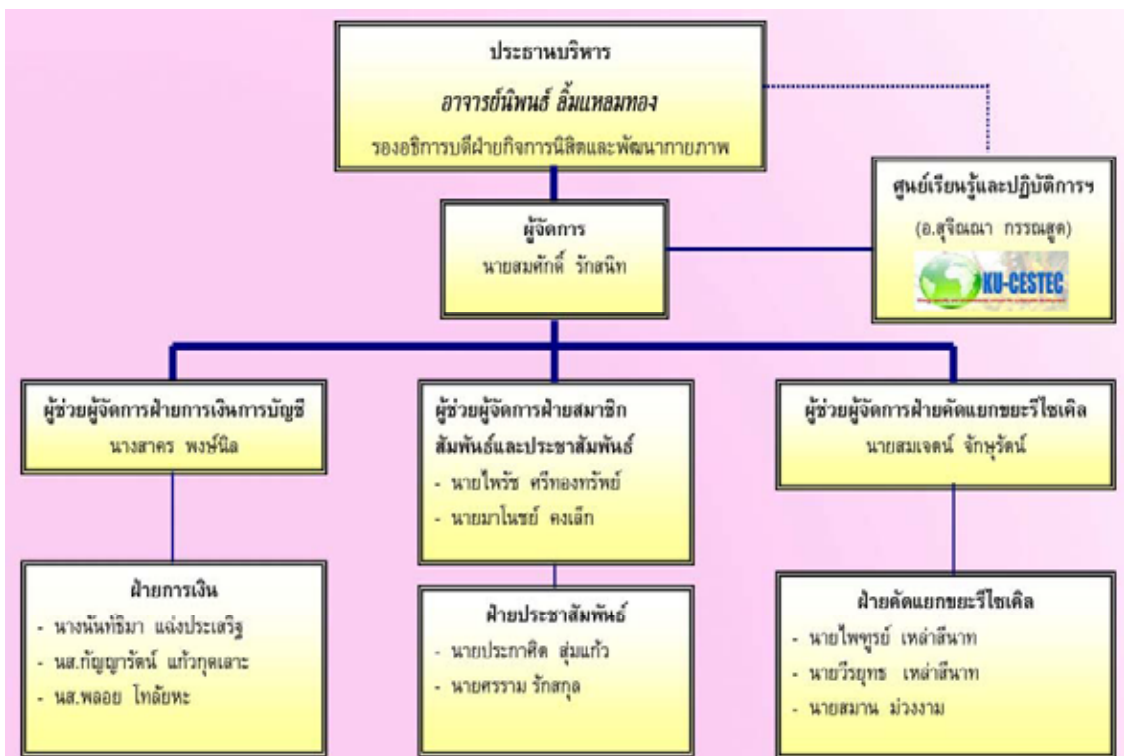 ประธานบริหาร
อาจารย์นิพนธ์ ลิ้มแหลมทอง
รองอธิการบดีฝ่ายกิจการนิสิตและพัฒนากายภาพ
ศูนย์เรียนรู้และปฏิบัติการฯ
(อ.สุจิณณา กรรณสูต)
KU-CESTEC
ผู้จัดการ
นายสมศักดิ์ รักสนิท
ผู้ช่วยผู้จัดการฝ่ายการเงินการบัญชี
นางสาคร พงษ์นิล
ผู้ช่วยผู้จัดการฝ่ายสมาชิก
สัมพันธ์และประชาสัมพันธ์
- นายไพรัช ศรีทองทรัพย์
- นายมาโนชย์ คงเล็ก
ผู้ช่วยผู้จัดการฝ่ายคัดแยกขยะรีไซเคิล
นายสมเจตน์ จักษุรัตน์
ฝ่ายการเงิน
- นางนันท์ธิมา แฉ่งประเสริฐ
- นส.กัญญารัตน์ แก้วกุดเลาะ
- นส.พลอย โทลัยหะ
ฝ่ายประชาสัมพันธ์
- นายประกาศิต สุ่มแก้ว
- นายศรราม รักสกุล
ฝ่ายคัดแยกขยะรีไซเคิล
- นายไพฑูรย์ เหล่าสีนาท
- นายวีรยุทธ เหล่าสีนาท
- นายสมาน ม่วงงาม